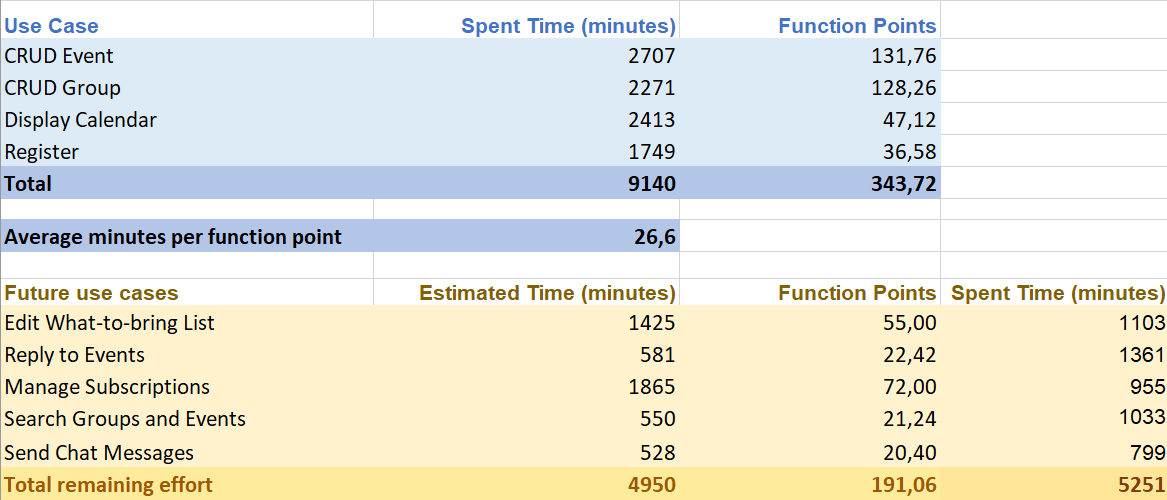 Use Case Spent Time (minutes) Function Points
CRUD Event 2707 131,76
CRUD Group 2271 128,26
Display Calendar 2413 47,12
Register 1749 36,58
Total 9140 343,72
Average minutes per function point 26,6
Future use cases Estimated Time (minutes) Function Points Spent Time (minutes)
Edit What-to-bring List 1425 55,00 1103
Reply to Events 581 22,42 1361
Manage Subscriptions 1865 72,00 955
Search Groups and Events 550 21,24 1033
Send Chat Messages 528 20,40 799
Total remaining effort 4950 191,06 5251